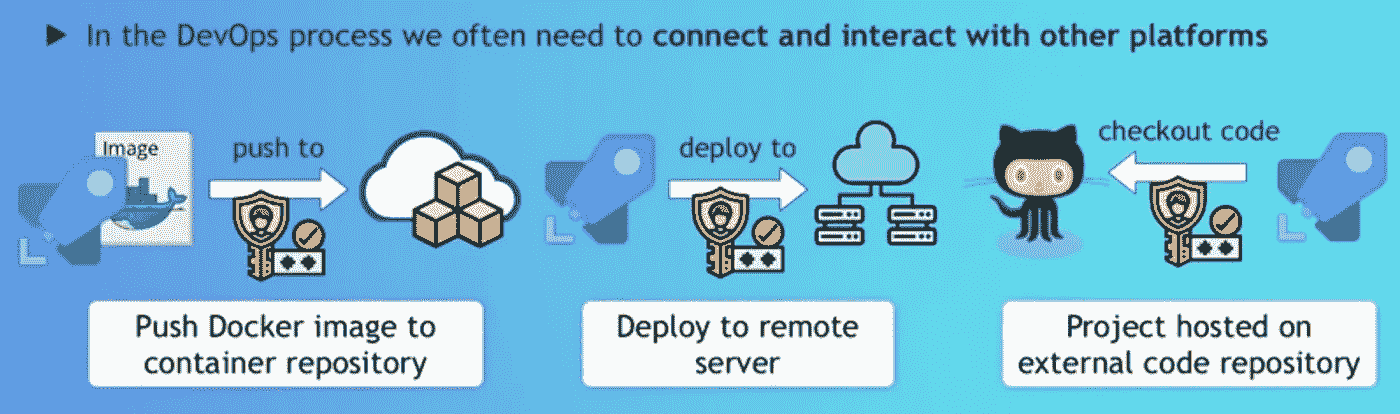 In the DevOps process we often need to connect and interact with other platforms
Image
push to
deploy to
checkout code
Push Docker image to
container repository
Deploy to remote
server
Project hosted on
external code repository